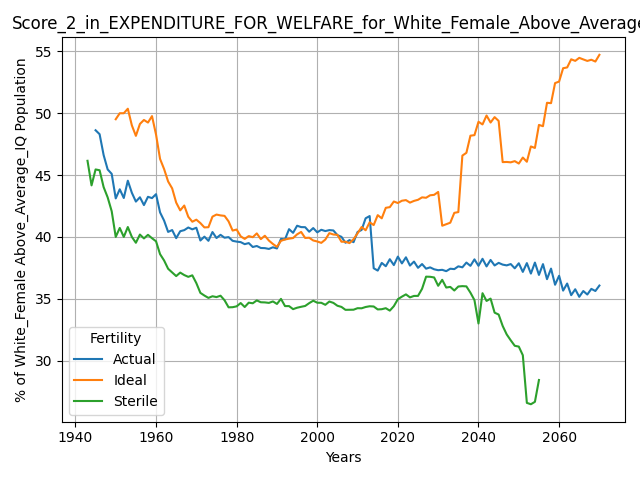 Score_2_in_EXPENDITURE_FOR_WELFARE_for_White_Female_Above_Average
% of White_Female Above_Average_IQ Population
55
50
45
40
35
30
Fertility
Actual
Ideal
Sterile
1940
1960
1980
2000
2020
2040
2060
Years